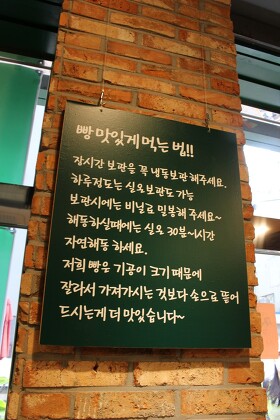 빵 맛있게 먹는 법!!
장시간 보관은 꼭 냉동보관 해주세요.
하루정도는 실온보관도 가능
보관시에는 비닐로 밀봉해 주세요~
해동하실때에는 실온 30분~1시간
자연해동 하세요.
저희 빵은 기공이 크기 때문에
잘라서 가져가시는 것보다 손으로 뜯어
드시는게 더 맛있습니다~